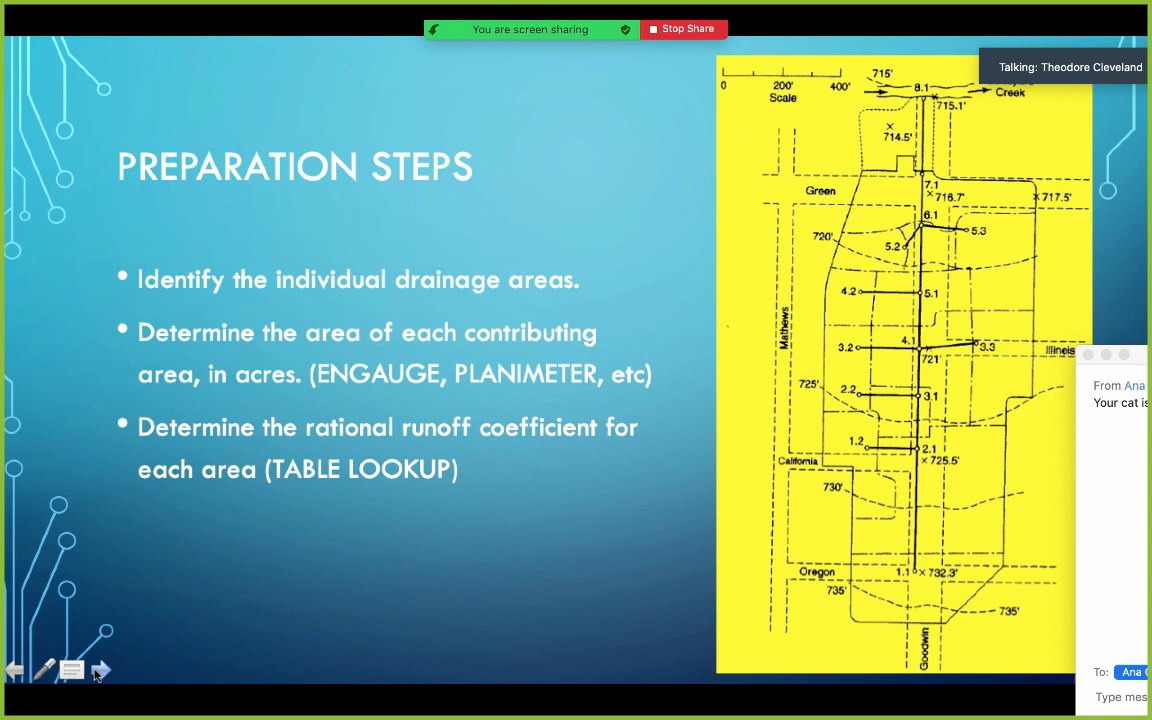 You are screen sharing
Stop Share
Talking: Theodore Cleveland
PREPARATION STEPS
• Identify the individual drainage areas.
• Determine the area of each contributing
area, in acres. (ENGAUGE, PLANIMETER, etc)
• Determine the rational runoff coefficient for
each area (TABLE LOOKUP)
0 200' 400'
Scale
715'
8.1
Creek
715.1'
714.5'
Green
7.1
716.7'
717.5'
6.1
720'
5.2
5.3
4.2
5.1
Mathews
4.1
3.2
3.3
721'
Illinois
725'
2.2
3.1
1.2
2.1
California
725.5'
730'
Oregon
1.1
732.3'
735'
735'
Goodwin
From Ana
Your cat is
To: Ana
Type mes